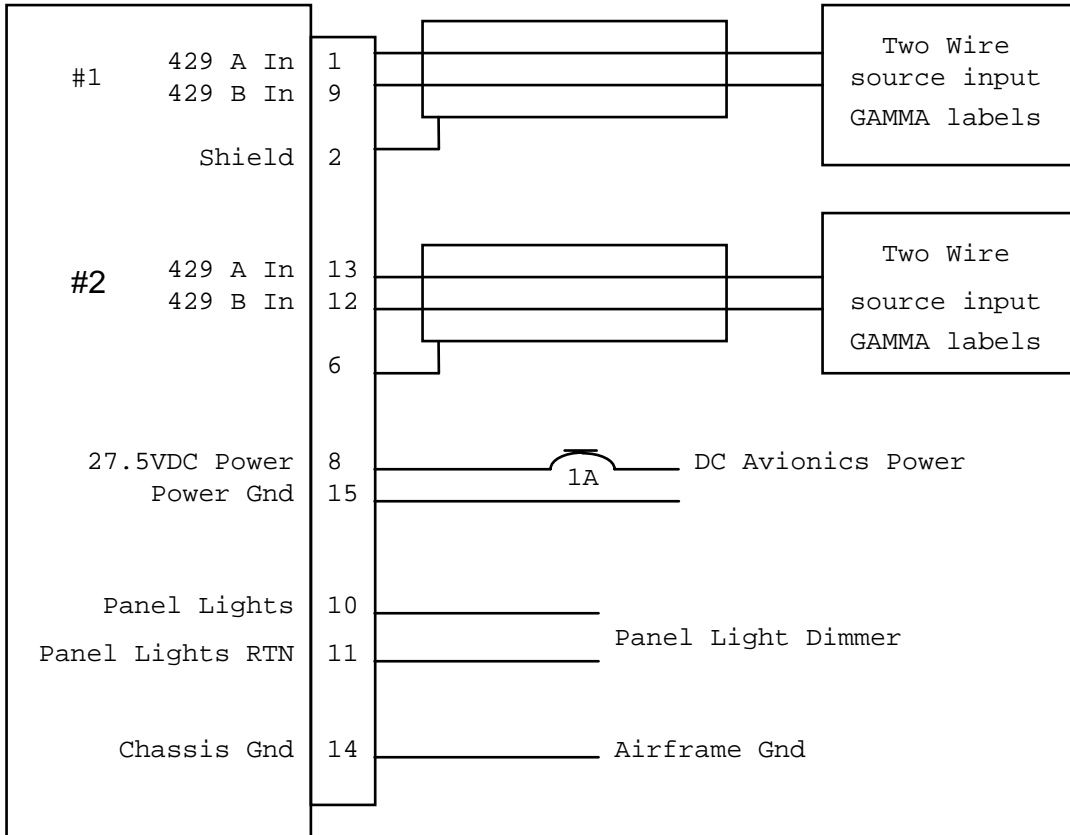 429 A In 1
#1
429 B In 9
Shield 2
Two Wire
source input
GAMMA labels
#2
429 A In 13
429 B In 12
6
Two Wire
source input
GAMMA labels
27.5VDC Power 8 1A DC Avionics Power
Power Gnd 15
Panel Lights 10
Panel Lights RTN 11
Panel Light Dimmer
Chassis Gnd 14 Airframe Gnd